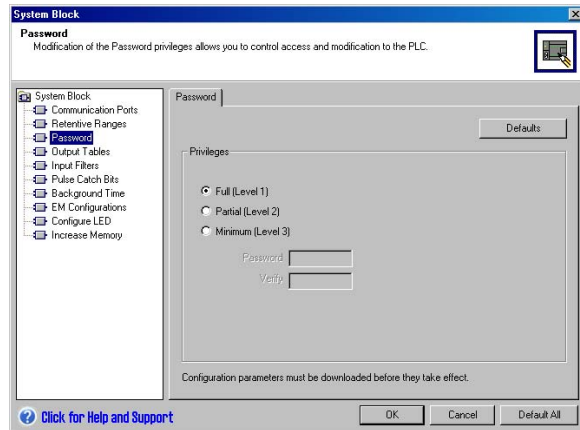 System Block
Password
Modification of the Password privileges allows you to control access and modification to the PLC.
System Block
Communication Ports
Retentive Ranges
Password
Output Tables
Input Filters
Pulse Catch Bits
Background Time
EM Configurations
Configure LED
Increase Memory
Password
Defaults
Privileges
Full (Level 1)
Partial (Level 2)
Minimum (Level 3)
Password
Verify
Configuration parameters must be downloaded before they take effect.
Click for Help and Support
OK
Cancel
Default All